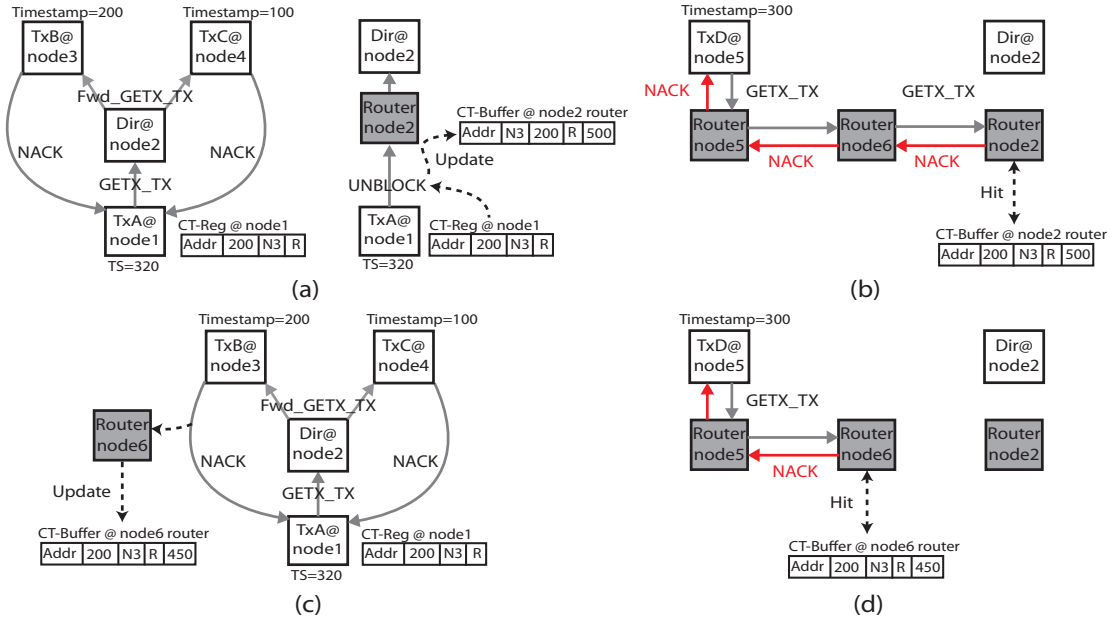 Timestamp=200
Timestamp=100
TxB@
node3
TxC@
node4
Fwd_GETX_TX
Dir@
node2
NACK
NACK
GETX_TX
TxA@
node1
CT-Reg @ node1
Addr 200 N3 R
TS=320
Dir@
node2
Router
node2
CT-Buffer @ node2 router
Addr N3 200 R 500
Update
UNBLOCK
TxA@
node1
CT-Reg @ node1
Addr 200 N3 R
TS=320
(a)
Timestamp=300
TxD@
node5
Dir@
node2
NACK
GETX_TX
GETX_TX
Router
node5
Router
node6
Router
node2
NACK
NACK
Hit
CT-Buffer @ node2 router
Addr 200 N3 R 500
(b)
Timestamp=200
Timestamp=100
TxB@
node3
TxC@
node4
Fwd_GETX_TX
Router
node6
Dir@
node2
NACK
NACK
Update
GETX_TX
CT-Buffer @ node6 router
Addr 200 N3 R 450
TxA@
node1
CT-Reg @ node1
Addr 200 N3 R
TS=320
(c)
Timestamp=300
TxD@
node5
Dir@
node2
GETX_TX
Router
node5
Router
node6
Router
node2
NACK
Hit
CT-Buffer @ node6 router
Addr 200 N3 R 450
(d)